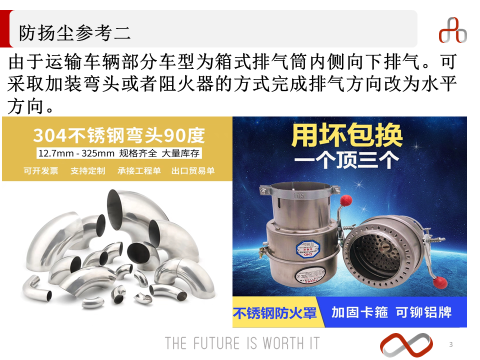 防扬尘参考二
由于运输车辆部分车型为箱式排气筒内侧向下排气。可
采取加装弯头或者阻火器的方式完成排气方向改为水平
方向。
304不锈钢弯头90度
12.7mm - 325mm 规格齐全 大量库存
可开发票 支持定制 承接工程单 出口贸易单
用坏包换
一个顶三个
不锈钢防火罩 加固卡箍 可铆铝牌
THE FUTURE IS WORTH IT
3